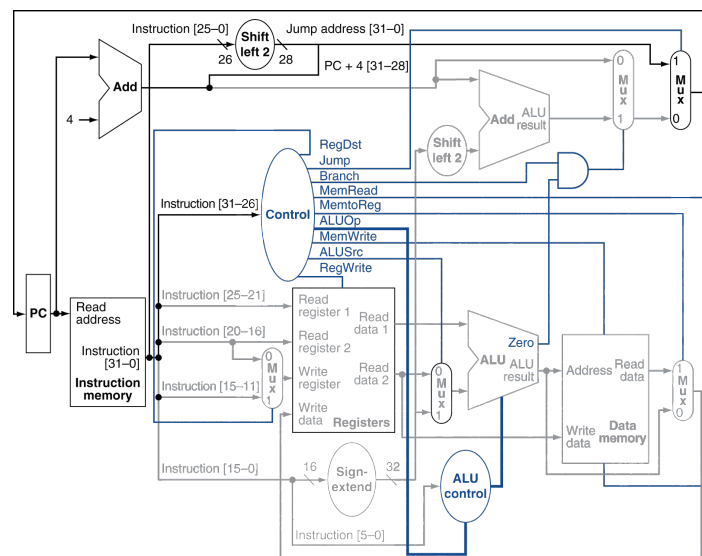 Instruction [25–0]
Jump address [31–0]
Shift
left 2
26
28
PC + 4 [31–28]
Add
4
0
Mux
1
1
Mux
0
Add
ALU
result
Shift
left 2
RegDst
Jump
Branch
MemRead
MemtoReg
ALUOp
MemWrite
ALUSrc
RegWrite
Instruction [31–26]
Control
PC
Read
address
Instruction
[31–0]
Instruction
memory
Instruction [25–21]
Instruction [20–16]
Instruction [15–11]
Instruction [15–0]
0
Mux
1
Read
register 1
Read
register 2
Write
register
Write
data
Read
data 1
Read
data 2
Registers
0
Mux
1
Zero
ALU
ALU
result
Address
Read
data
Write
data
Data
memory
1
Mux
0
16
Sign-
extend
32
ALU
control
Instruction [5–0]